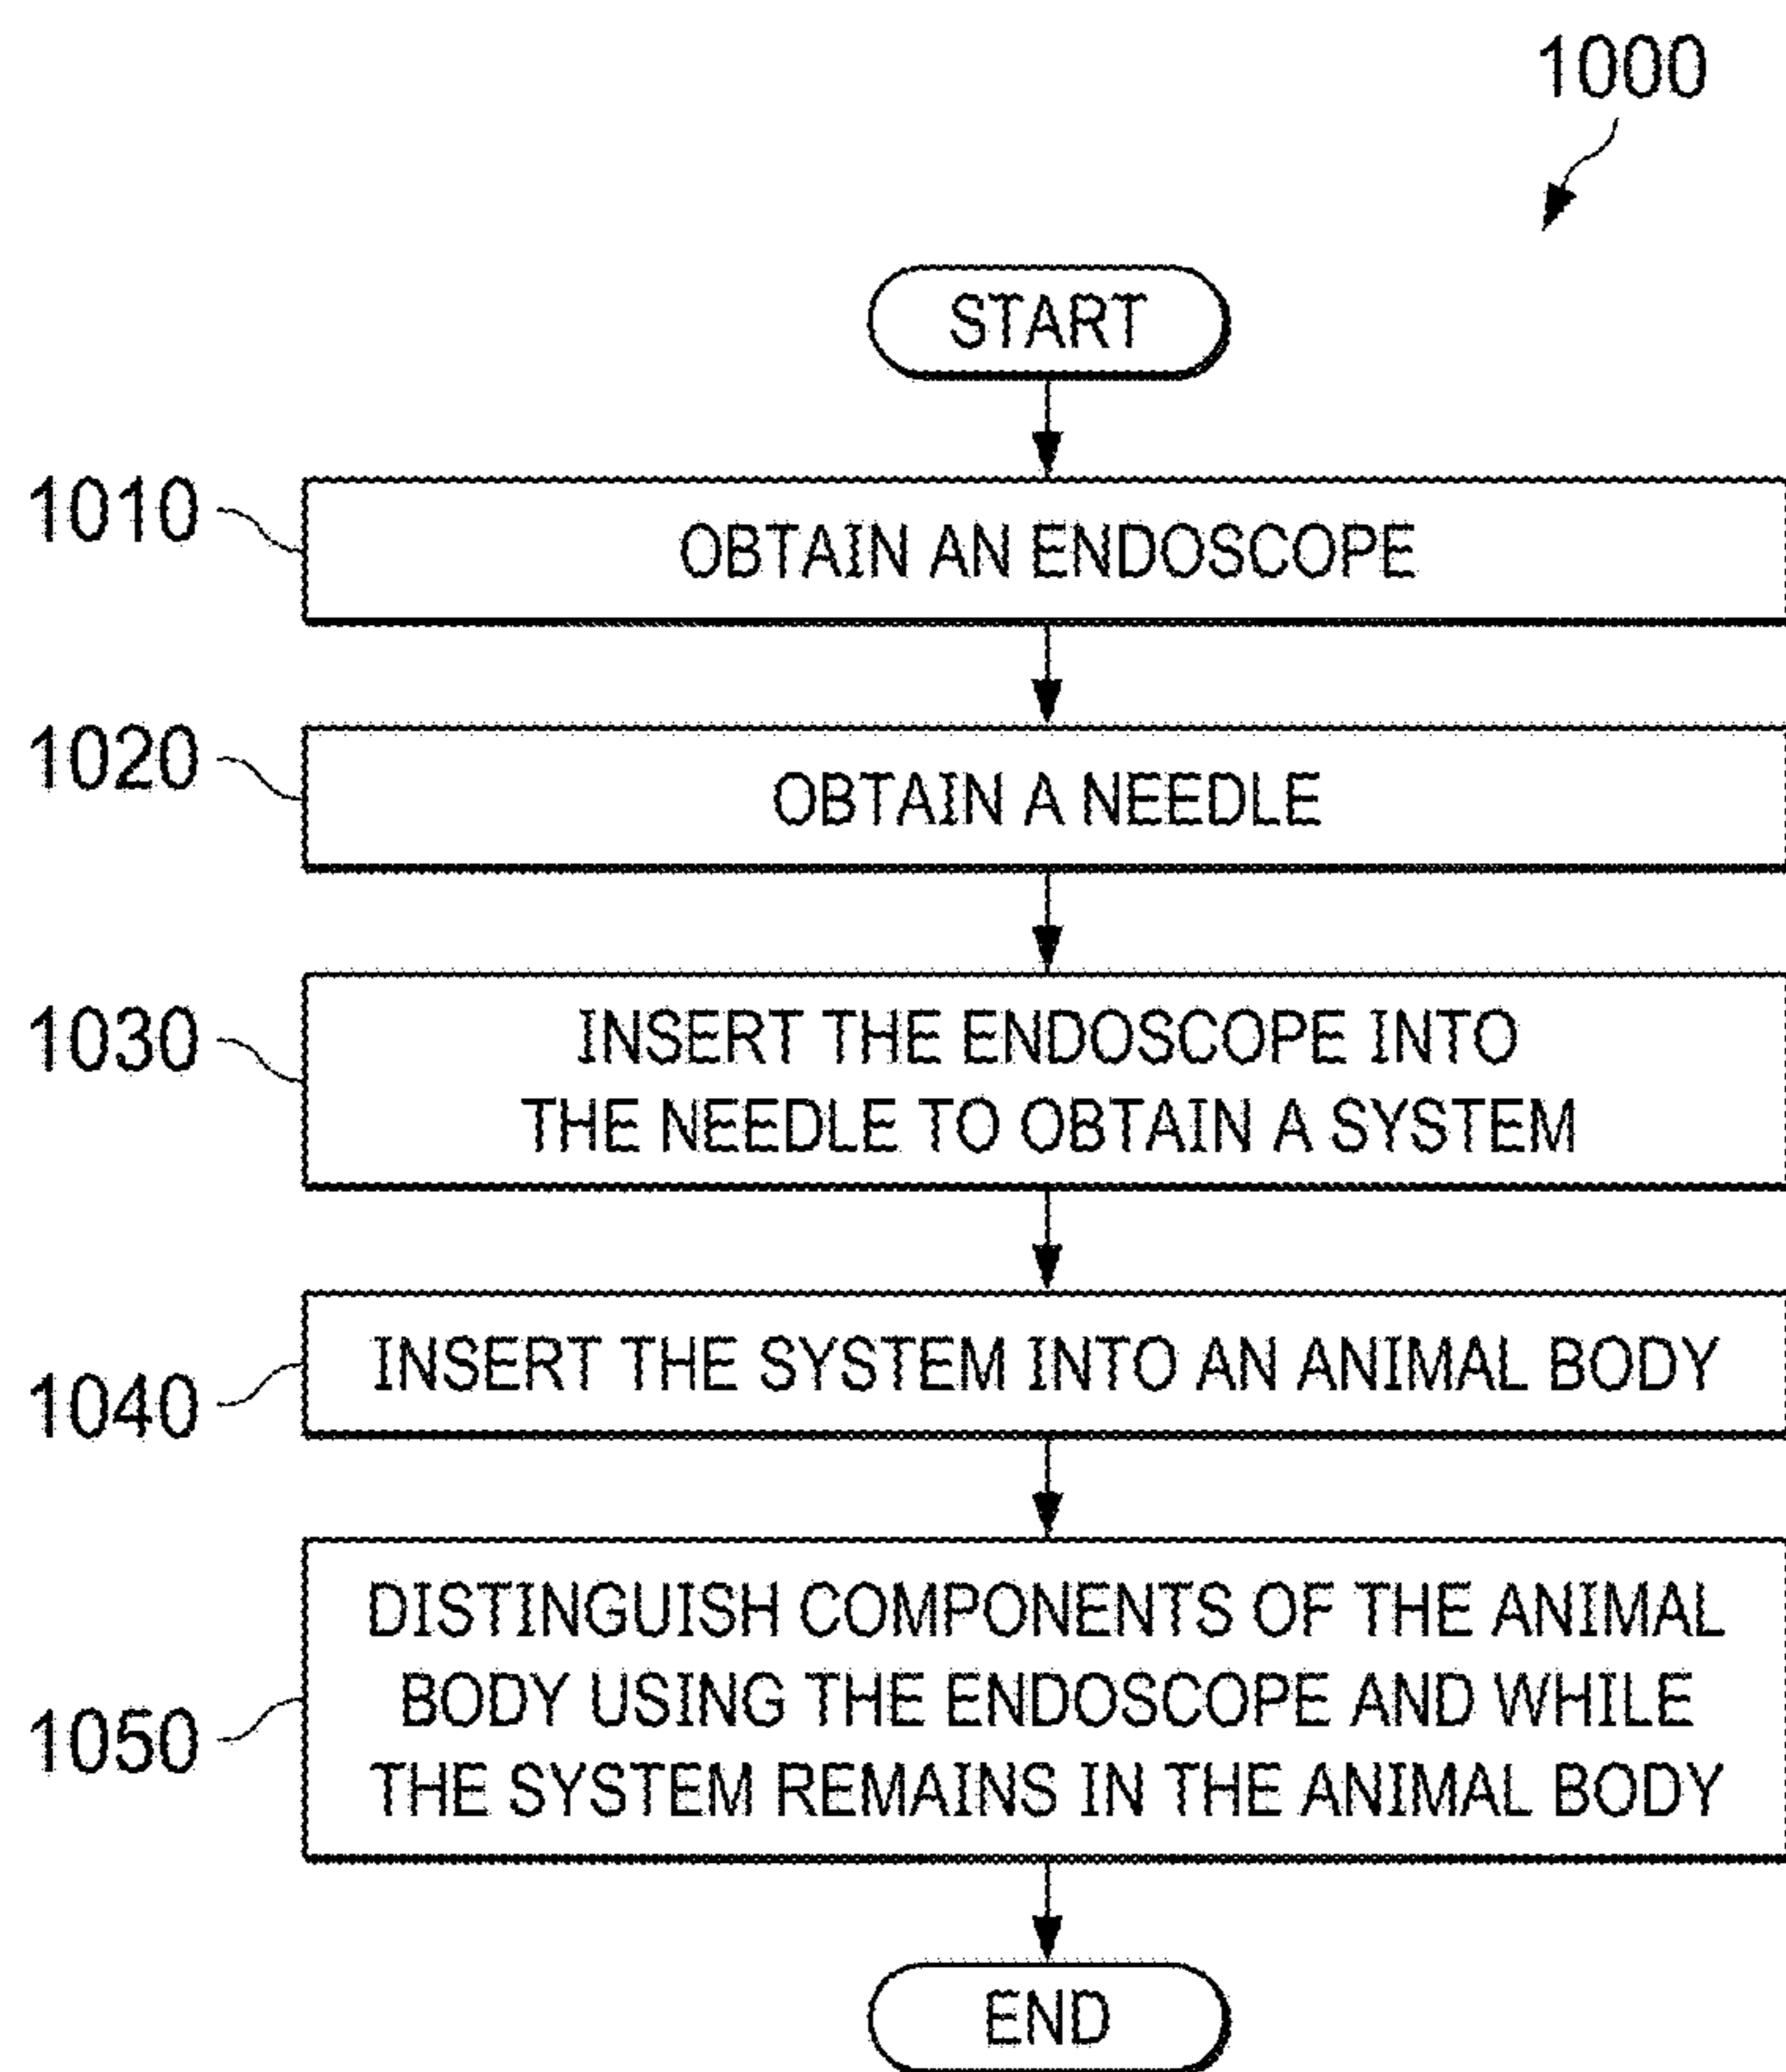 1000
START
1010
OBTAIN AN ENDOSCOPE
1020
OBTAIN A NEEDLE
1030
INSERT THE ENDOSCOPE INTO
THE NEEDLE TO OBTAIN A SYSTEM
1040
INSERT THE SYSTEM INTO AN ANIMAL BODY
1050
DISTINGUISH COMPONENTS OF THE ANIMAL
BODY USING THE ENDOSCOPE AND WHILE
THE SYSTEM REMAINS IN THE ANIMAL BODY
END